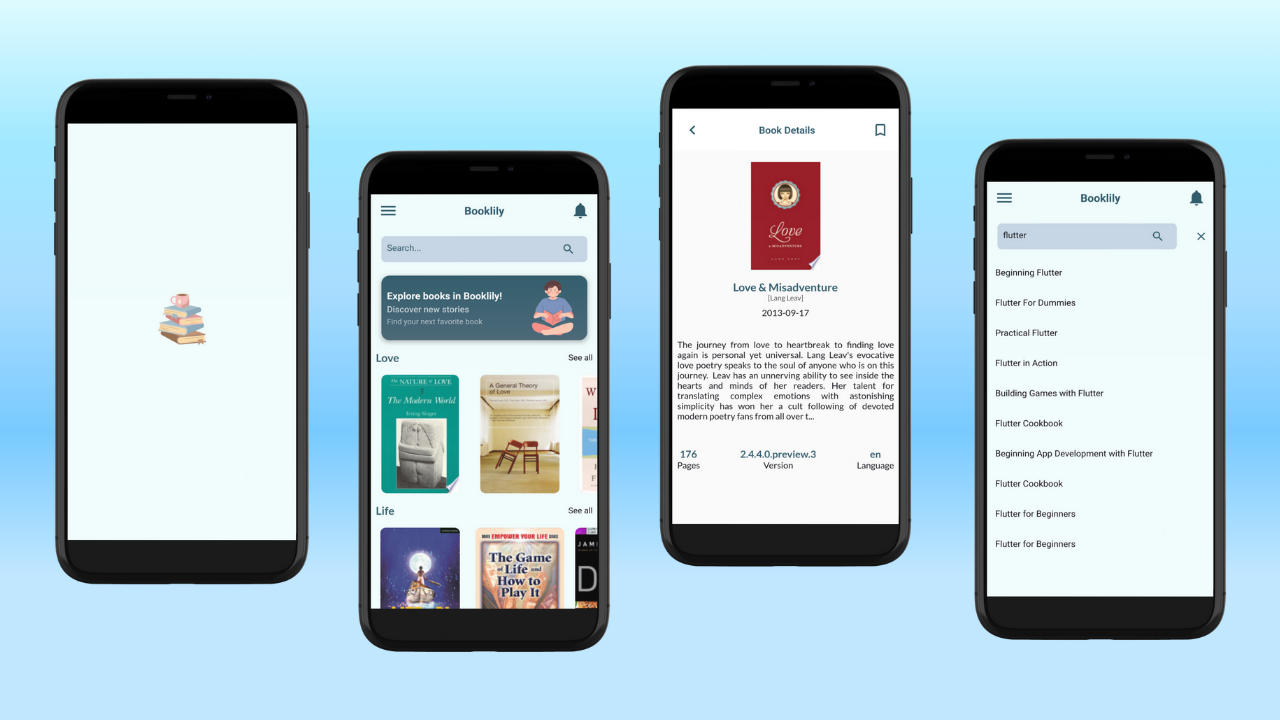 Booklily
Search...
Explore books in Booklily!
Discover new stories
Find your next favorite book
Love
See all
The NATURE of LOVE
The Modern World
Irving Singer
A General Theory
of Love
Life
See all
EMPOWER YOUR LIFE
The Game
of Life and
How to
Play It
JAM
D
Book Details
Love
& MISADVENTURE
LANG LEAV
Love & Misadventure
[Lang Leav]
2013-09-17
The journey from love to heartbreak to finding love
again is personal yet universal. Lang Leav's evocative
love poetry speaks to the soul of anyone who is on this
journey. Leav has an unnerving ability to see inside the
hearts and minds of her readers. Her talent for
translating complex emotions with astonishing
simplicity has won her a cult following of devoted
modern poetry fans from all over t...
176
Pages
2.4.4.0.preview.3
Version
en
Language
Booklily
flutter
Beginning Flutter
Flutter For Dummies
Practical Flutter
Flutter in Action
Building Games with Flutter
Flutter Cookbook
Beginning App Development with Flutter
Flutter Cookbook
Flutter for Beginners
Flutter for Beginners